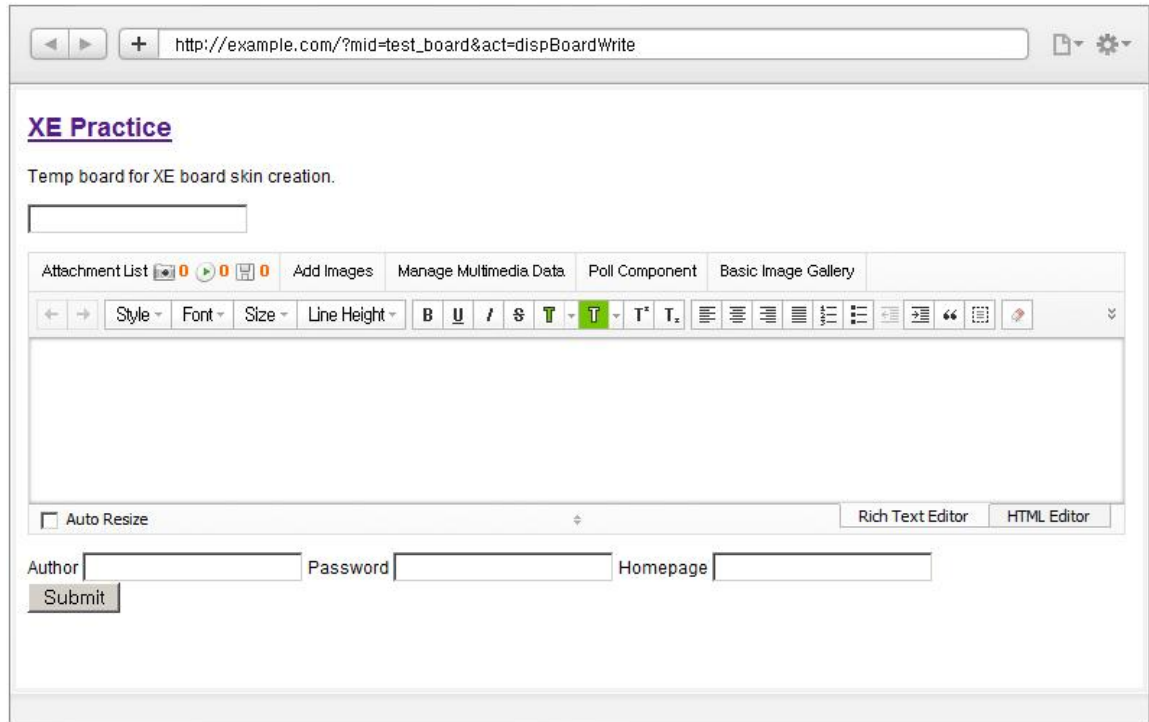 http://example.com/?mid=test_board&act=dispBoardWrite
XE Practice
Temp board for XE board skin creation.
Attachment List 0 0 0 Add Images Manage Multimedia Data Poll Component Basic Image Gallery
Style Font Size Line Height B U I S T T Tx Tx
Auto Resize Rich Text Editor HTML Editor
Author Password Homepage
Submit